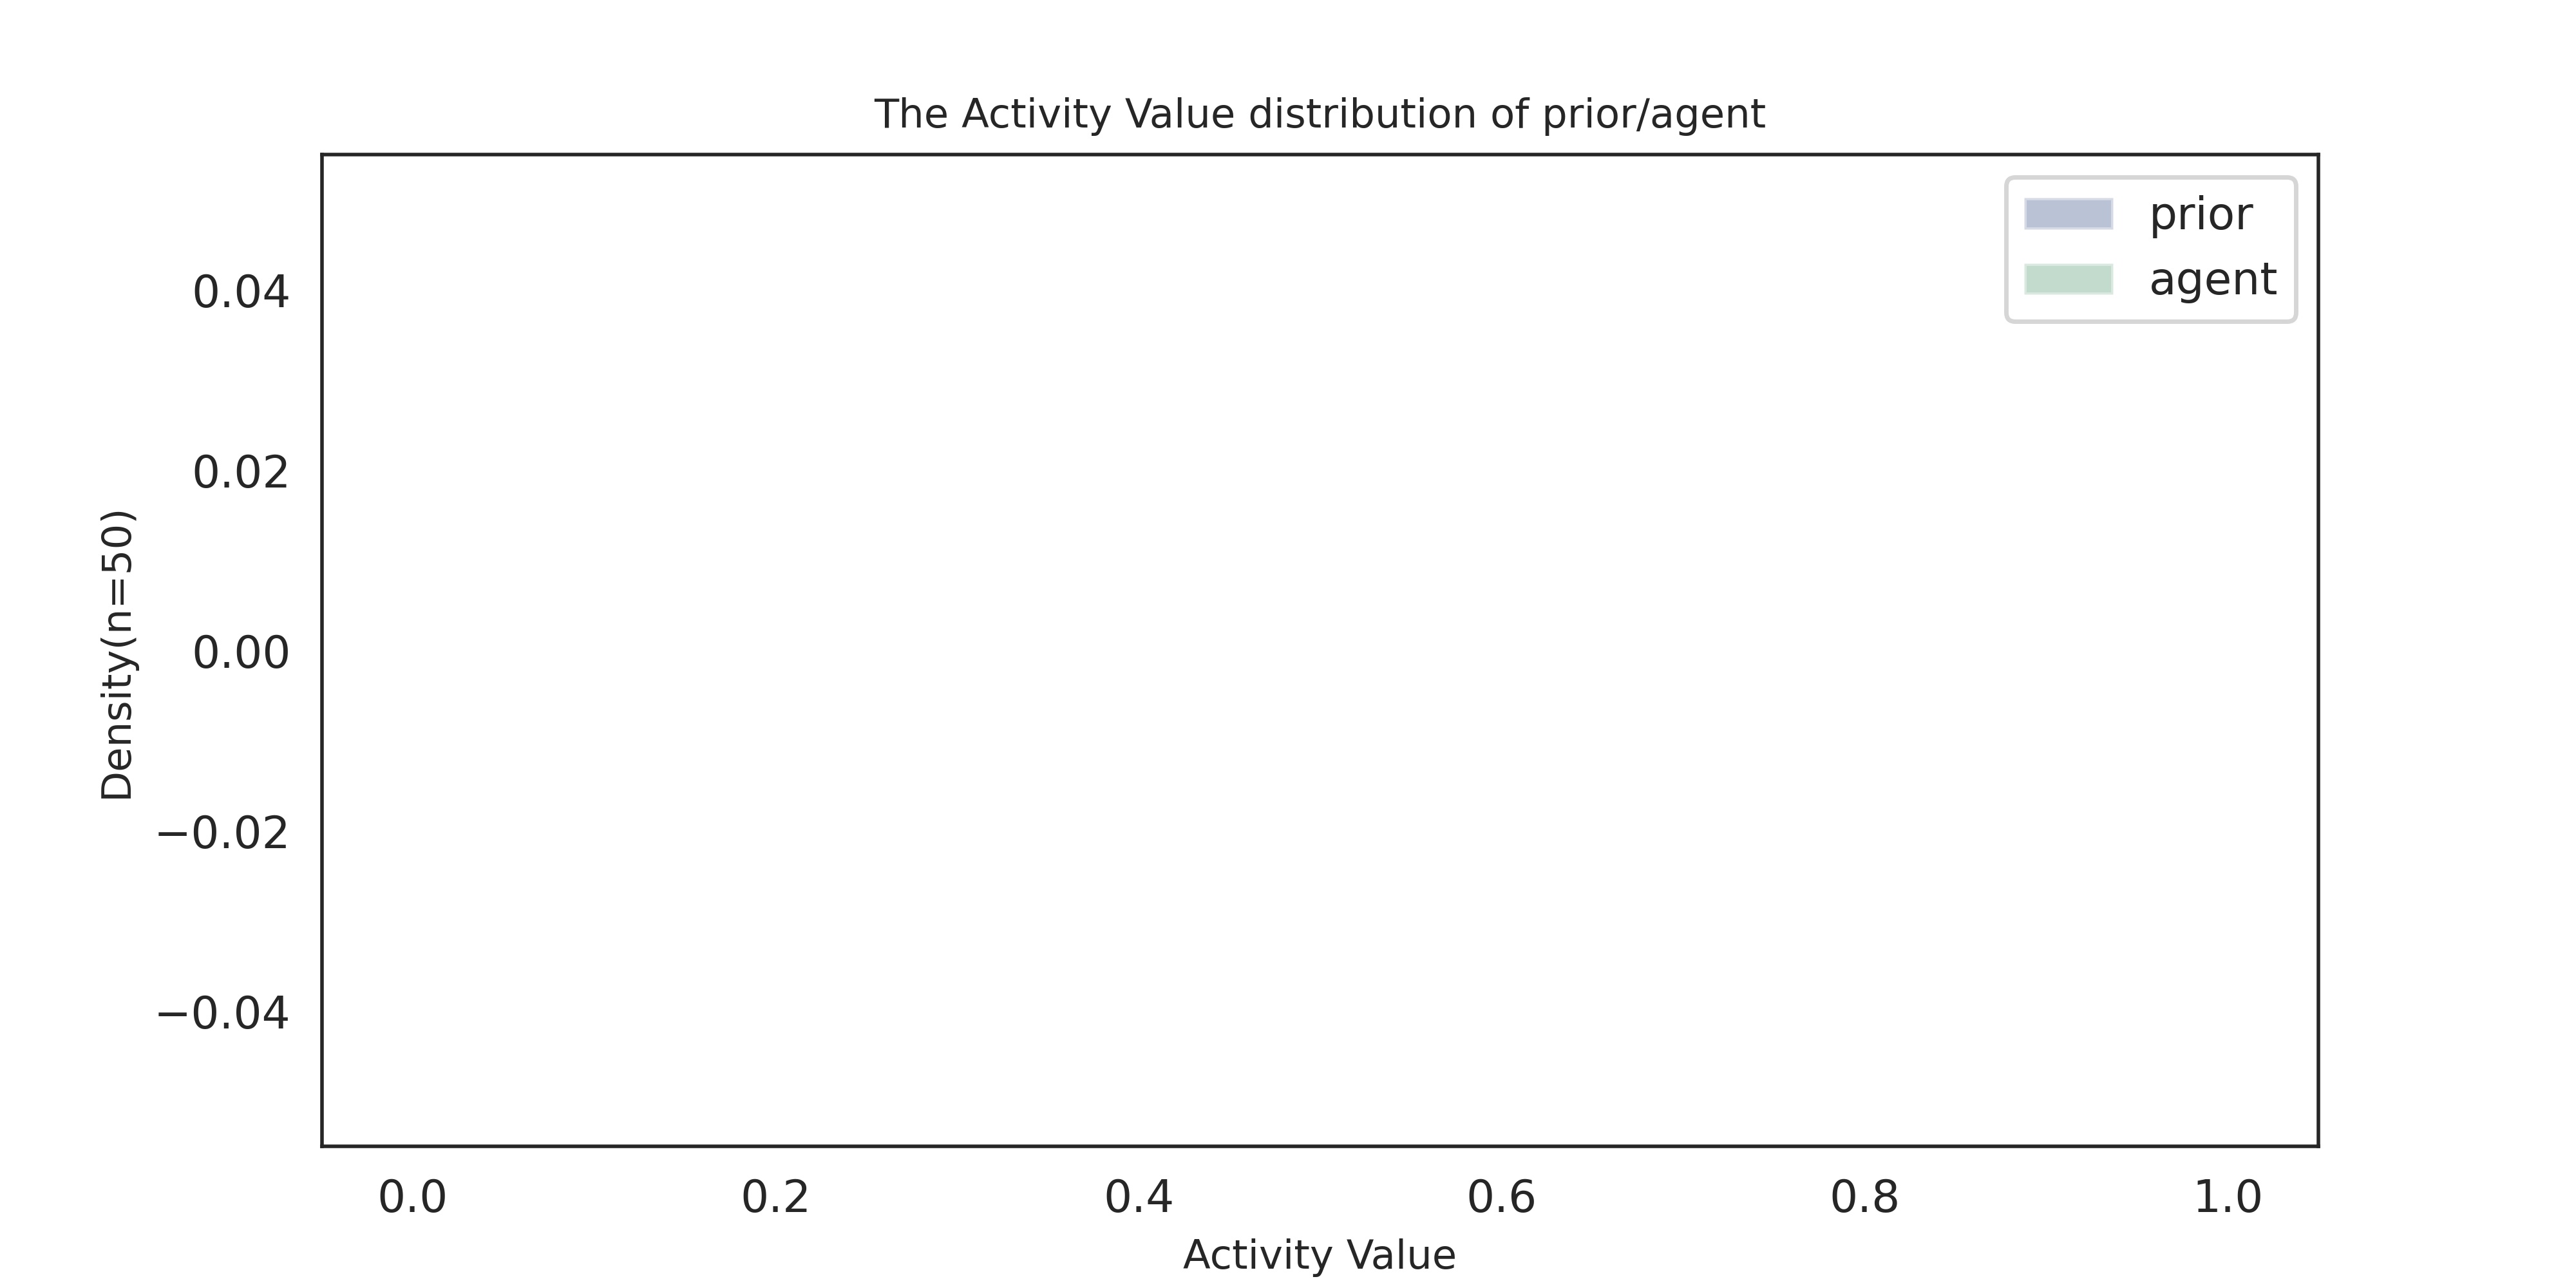 The Activity Value distribution of prior/agent
prior
agent
0.04
0.02
0.00
−0.02
−0.04
Density(n=50)
0.0 0.2 0.4 0.6 0.8 1.0
Activity Value